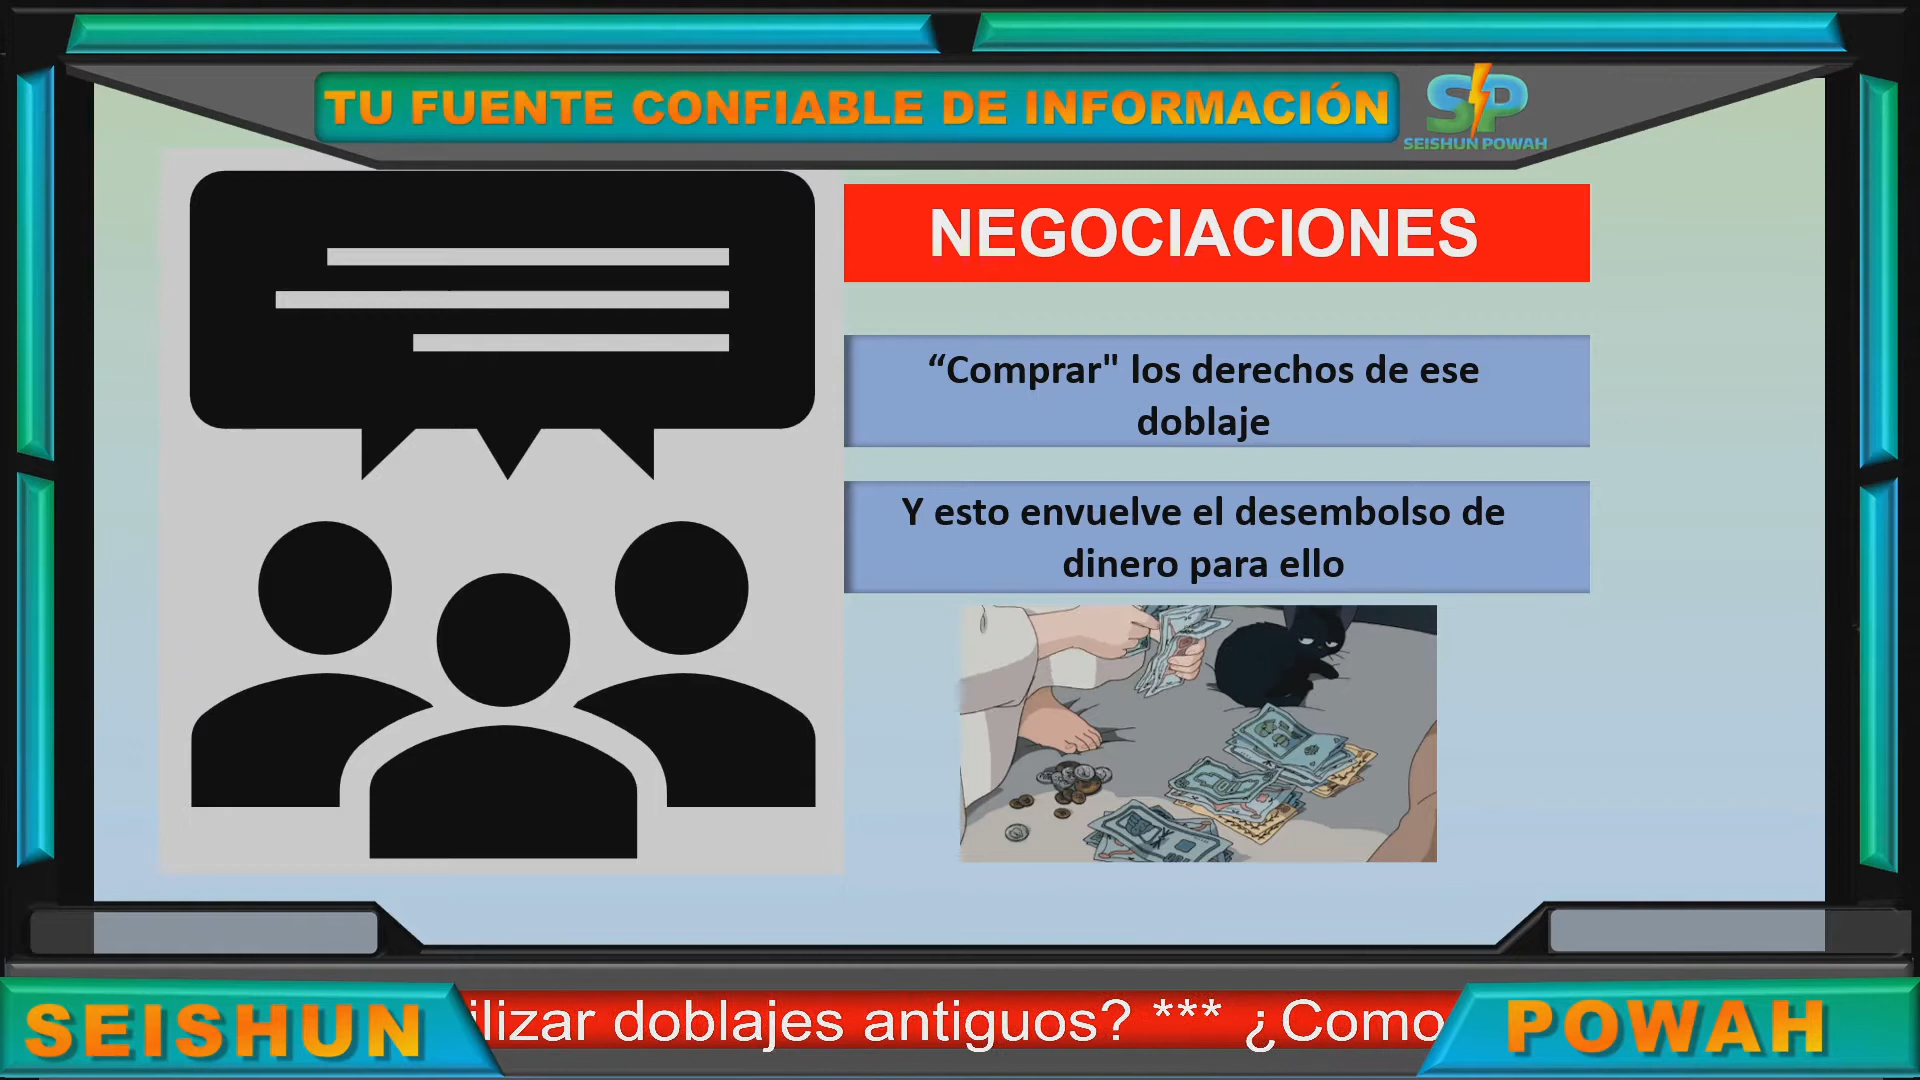 TU FUENTE CONFIABLE DE INFORMACIÓN
SP
SEISHUN POWAH
NEGOCIACIONES
“Comprar" los derechos de ese
doblaje
Y esto envuelve el desembolso de
dinero para ello
SEISHUN
ilizar doblajes antiguos? *** ¿Como
POWAH